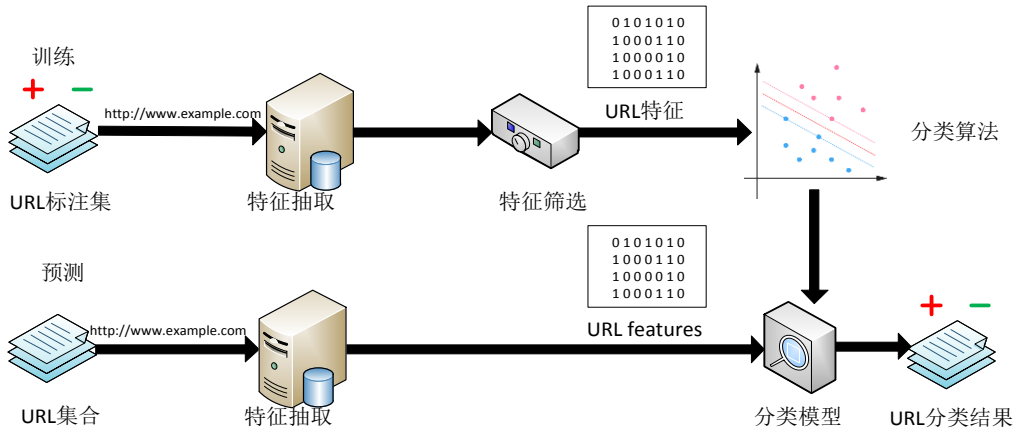 训练
+ -
http://www.example.com
URL标注集
特征抽取
特征筛选
0101010
1000110
1000010
1000110
URL特征
分类算法
预测
http://www.example.com
URL集合
特征抽取
0101010
1000110
1000010
1000110
URL features
分类模型
+ -
URL分类结果